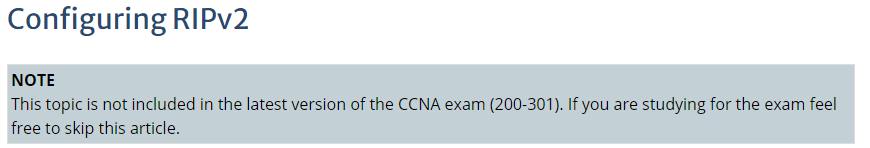 Configuring RIPv2
NOTE
This topic is not included in the latest version of the CCNA exam (200-301). If you are studying for the exam feel
free to skip this article.